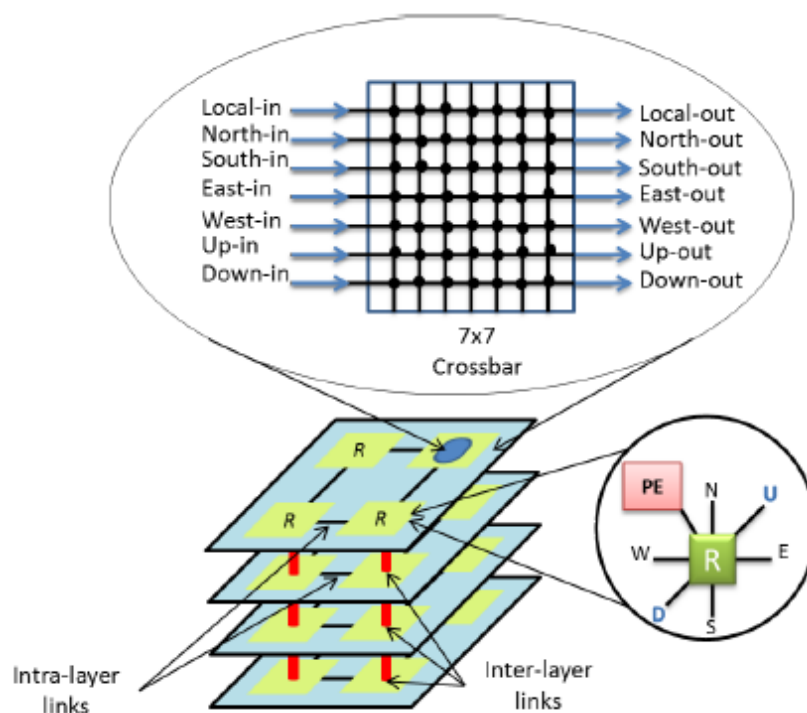 Local-in
North-in
South-in
East-in
West-in
Up-in
Down-in
Local-out
North-out
South-out
East-out
West-out
Up-out
Down-out
7x7
Crossbar
R
R
R
PE
N
U
W
R
E
D
S
Intra-layer
links
Inter-layer
links